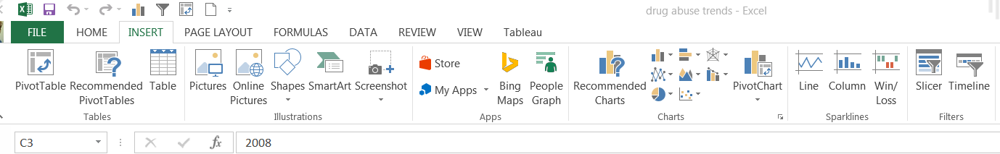 drug abuse trends - Excel
FILE HOME INSERT PAGE LAYOUT FORMULAS DATA REVIEW VIEW Tableau
PivotTable Recommended PivotTables Table
Pictures Online Pictures Shapes SmartArt Screenshot
Store
My Apps
Bing Maps People Graph
Recommended Charts
PivotChart
Line Column Win/ Loss
Slicer Timeline
Tables Illustrations Apps Charts Sparklines Filters
C3 fx 2008